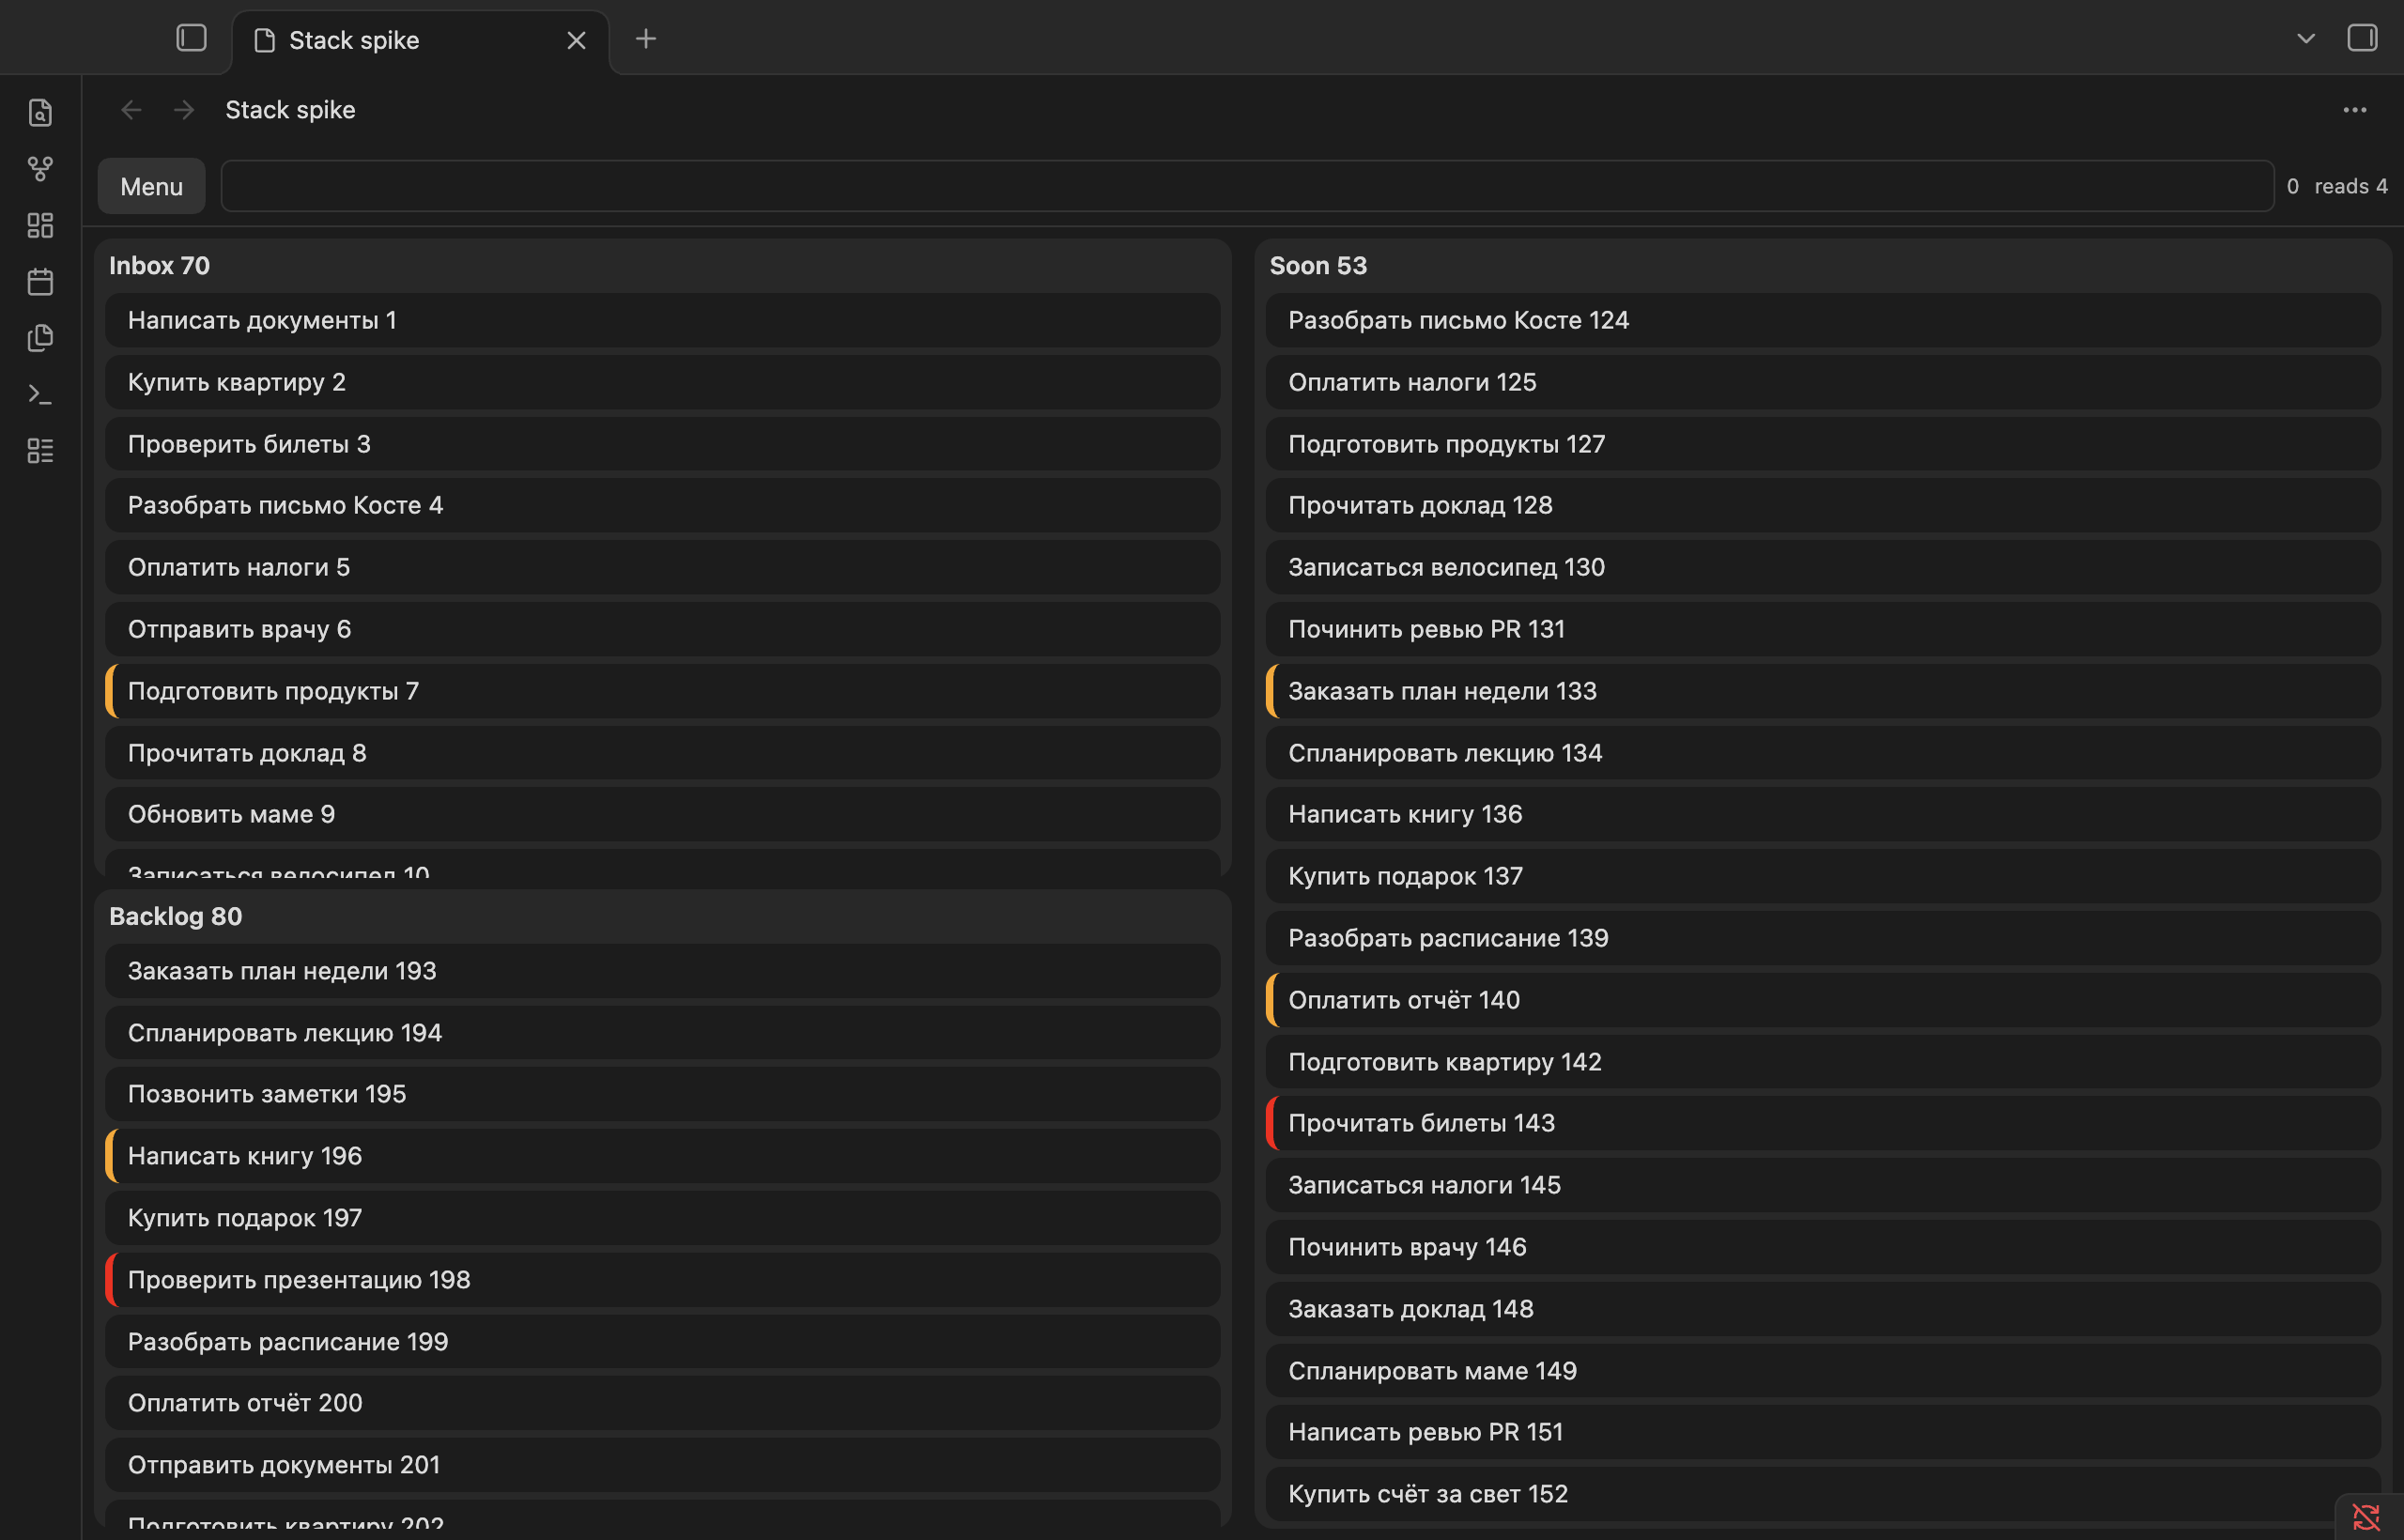 Stack spike
Stack spike
Menu
0 reads 4
Inbox 70
Написать документы 1
Купить квартиру 2
Проверить билеты 3
Разобрать письмо Косте 4
Оплатить налоги 5
Отправить врачу 6
Подготовить продукты 7
Прочитать доклад 8
Обновить маме 9
Записаться велосипед 10
Backlog 80
Заказать план недели 193
Спланировать лекцию 194
Позвонить заметки 195
Написать книгу 196
Купить подарок 197
Проверить презентацию 198
Разобрать расписание 199
Оплатить отчёт 200
Отправить документы 201
Подготовить квартиру 202
Soon 53
Разобрать письмо Косте 124
Оплатить налоги 125
Подготовить продукты 127
Прочитать доклад 128
Записаться велосипед 130
Починить ревью PR 131
Заказать план недели 133
Спланировать лекцию 134
Написать книгу 136
Купить подарок 137
Разобрать расписание 139
Оплатить отчёт 140
Подготовить квартиру 142
Прочитать билеты 143
Записаться налоги 145
Починить врачу 146
Заказать доклад 148
Спланировать маме 149
Написать ревью PR 151
Купить счёт за свет 152